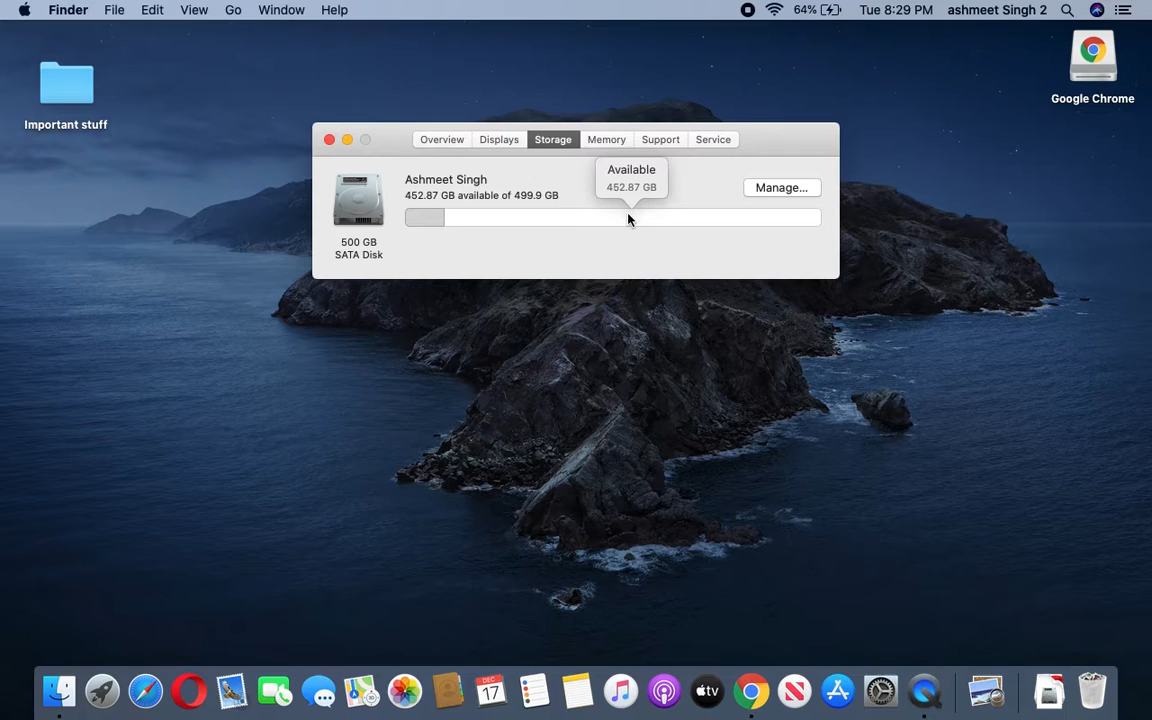 Finder File Edit View Go Window Help 64% Tue 8:29 PM ashmeet Singh 2
Important stuff
Google Chrome
Overview Displays Storage Memory Support Service
Available
452.87 GB
Ashmeet Singh
452.87 GB available of 499.9 GB
Manage...
500 GB
SATA Disk
DEC
17
tv